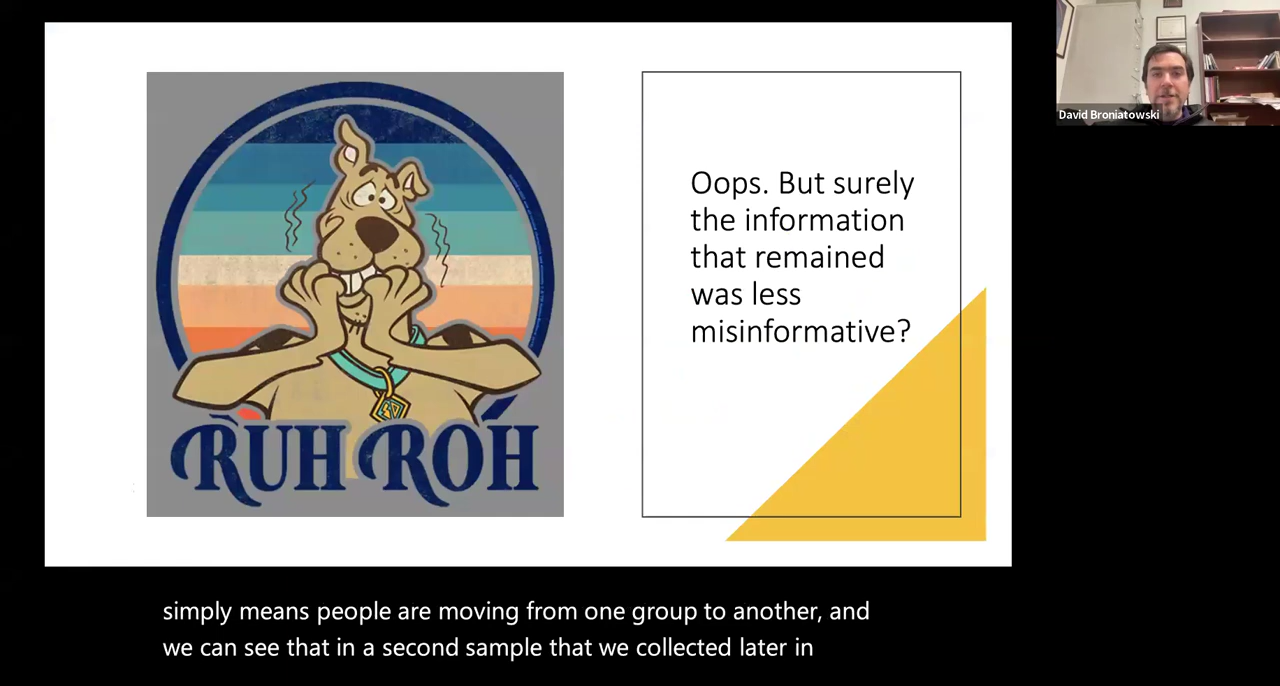 RUH ROH
Oops. But surely
the information
that remained
was less
misinformative?
David Broniatowski
simply means people are moving from one group to another, and
we can see that in a second sample that we collected later in